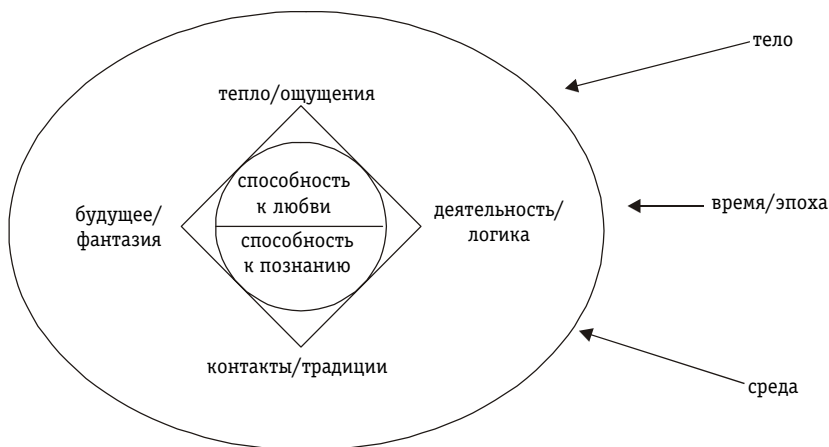 тело
тепло/ощущения
способность
к любви
будущее/
фантазия
деятельность/
логика
время/эпоха
способность
к познанию
контакты/традиции
среда